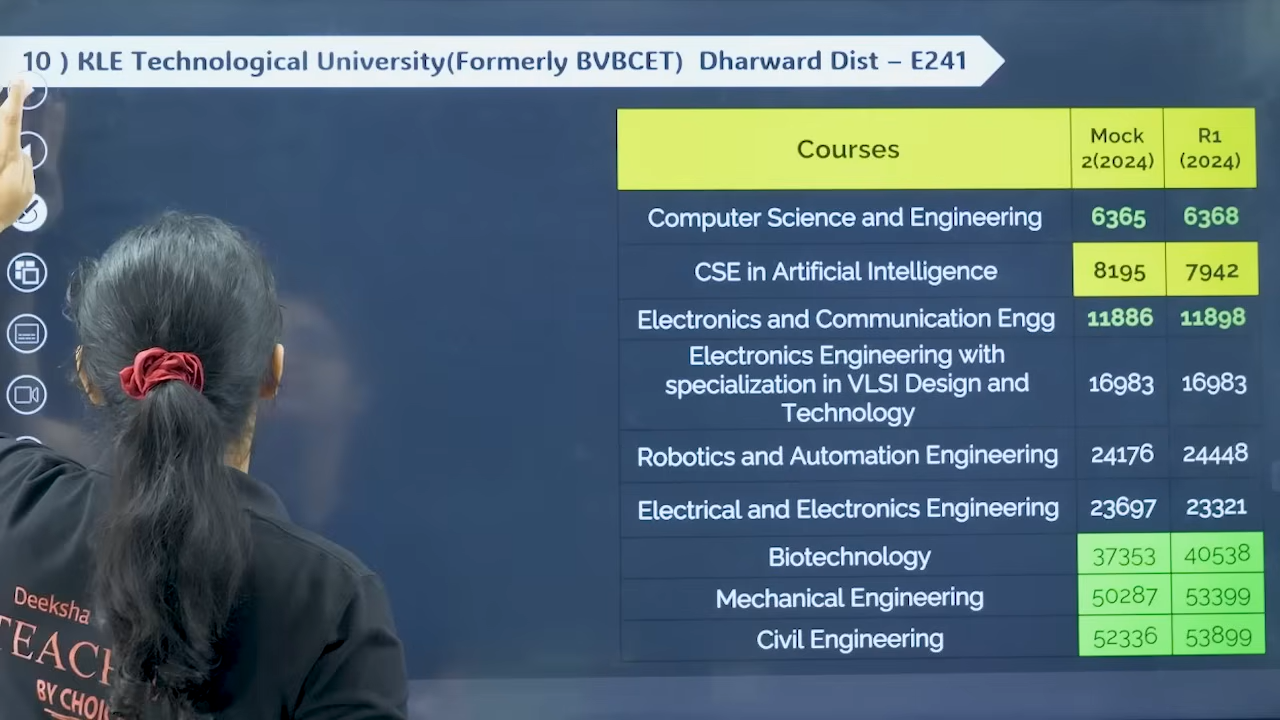 10 ) KLE Technological University(Formerly BVBCET) Dharward Dist – E241
Courses
Mock
2(2024)
R1
(2024)
Computer Science and Engineering 6365 6368
CSE in Artificial Intelligence 8195 7942
Electronics and Communication Engg 11886 11898
Electronics Engineering with
specialization in VLSI Design and
Technology
16983 16983
Robotics and Automation Engineering 24176 24448
Electrical and Electronics Engineering 23697 23321
Biotechnology 37353 40538
Mechanical Engineering 50287 53399
Civil Engineering 52336 53899
Deeksha
BY